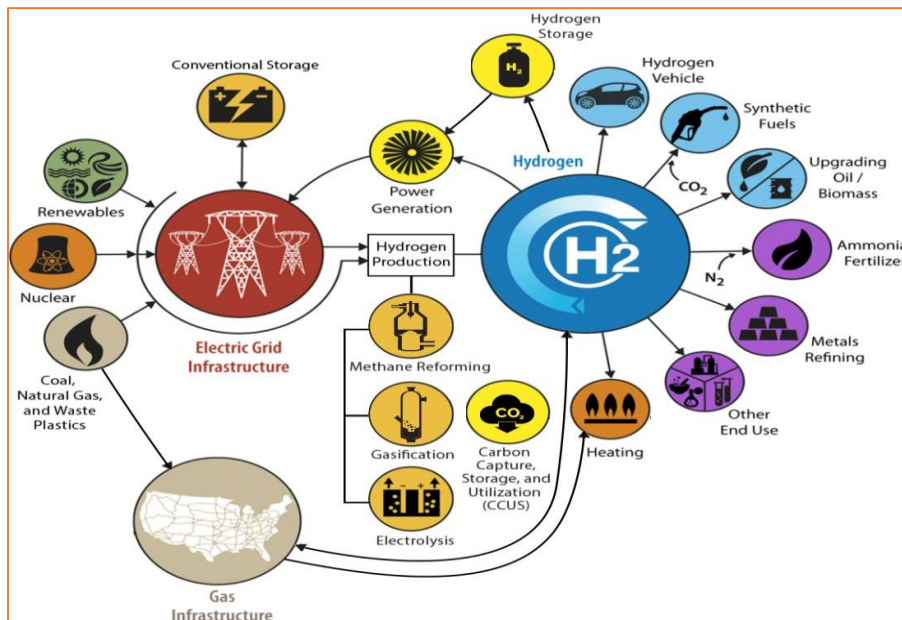 Hydrogen
Storage
H₂
Conventional Storage
Hydrogen
Vehicle
Synthetic
Fuels
Hydrogen
CO₂
Upgrading
Oil /
Biomass
Renewables
Power
Generation
Hydrogen
Production
H2
N₂
Ammonia
Fertilizer
Nuclear
Electric Grid
Infrastructure
Methane Reforming
Metals
Refining
Coal,
Natural Gas,
and Waste
Plastics
Gasification
CO₂
Carbon
Capture,
Storage, and
Utilization
(CCUS)
Heating
Other
End Use
Electrolysis
Gas
Infrastructure